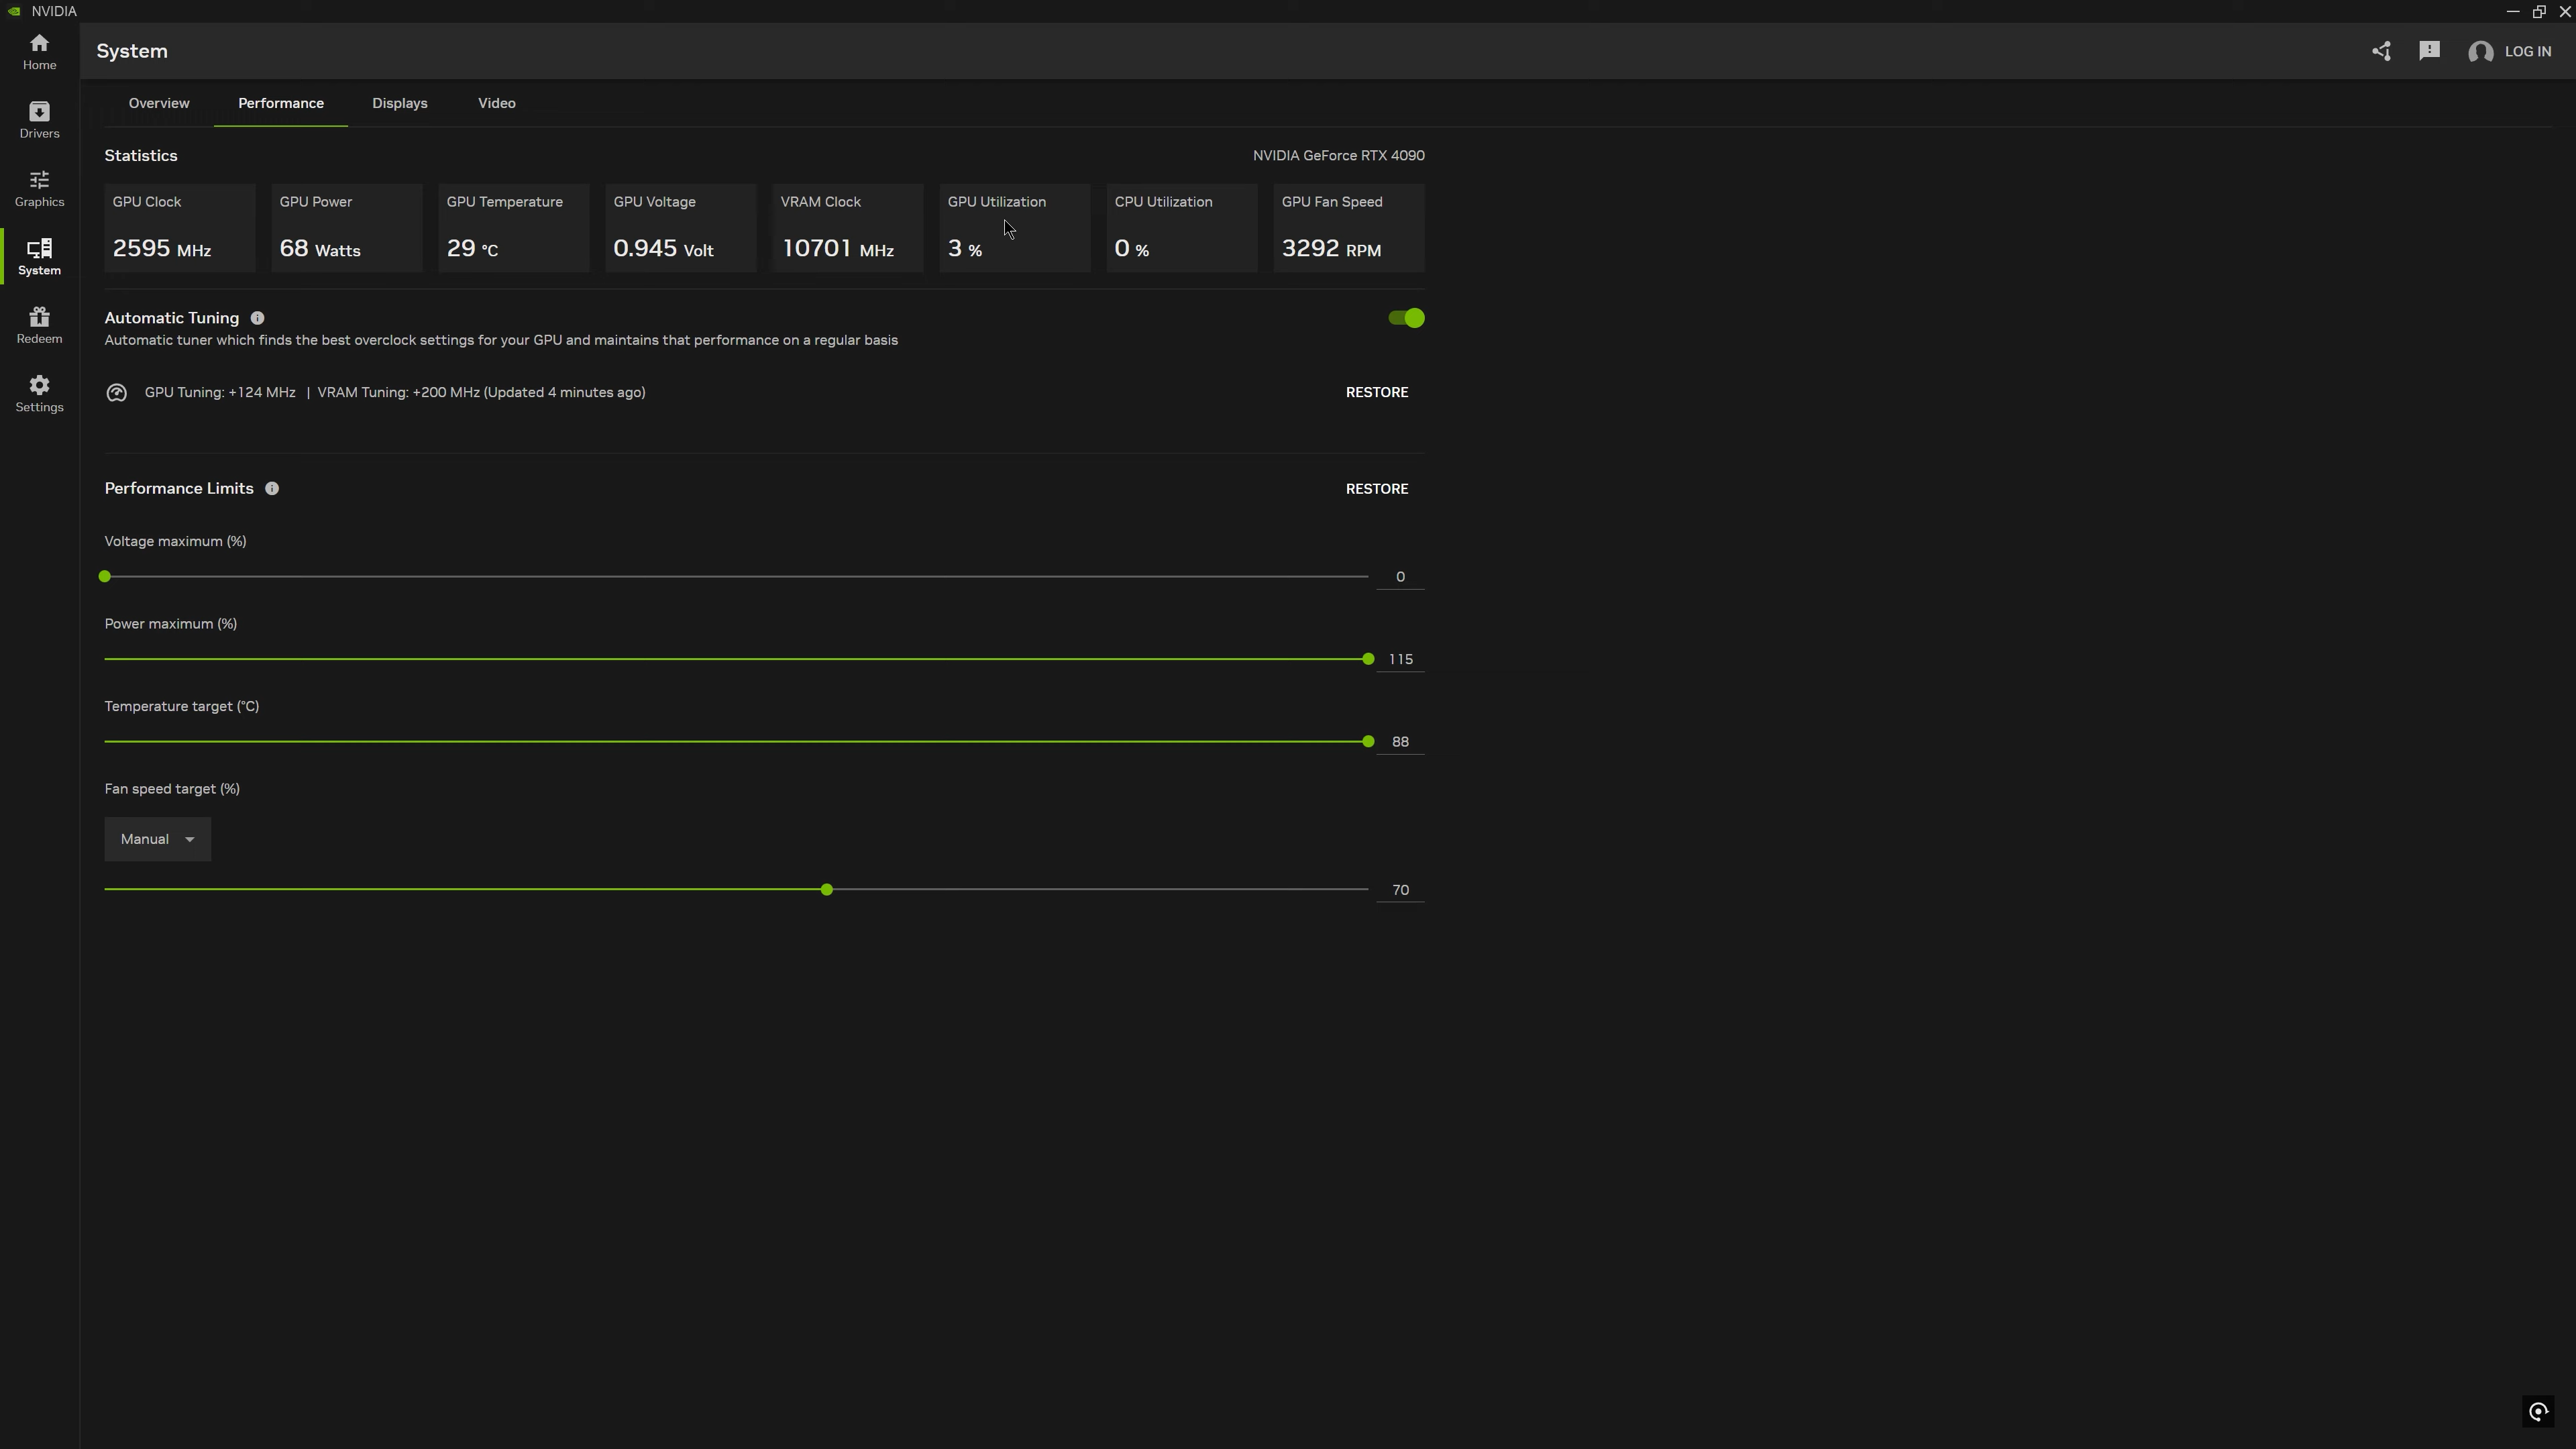 NVIDIA
System
LOG IN
Home
Drivers
Graphics
System
Redeem
Settings
Overview Performance Displays Video
Statistics
NVIDIA GeForce RTX 4090
GPU Clock
2595 MHz
GPU Power
68 Watts
GPU Temperature
29 °C
GPU Voltage
0.945 Volt
VRAM Clock
10701 MHz
GPU Utilization
3 %
CPU Utilization
0 %
GPU Fan Speed
3292 RPM
Automatic Tuning
Automatic tuner which finds the best overclock settings for your GPU and maintains that performance on a regular basis
GPU Tuning: +124 MHz | VRAM Tuning: +200 MHz (Updated 4 minutes ago)
RESTORE
Performance Limits
RESTORE
Voltage maximum (%)
0
Power maximum (%)
115
Temperature target (°C)
88
Fan speed target (%)
Manual
70